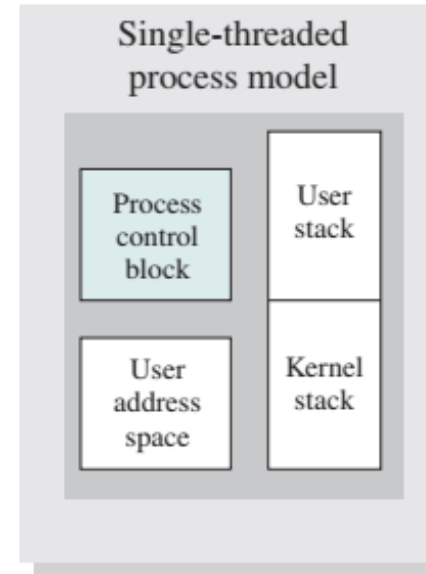 Single-threaded
process model
Process
control
block
User
stack
User
address
space
Kernel
stack